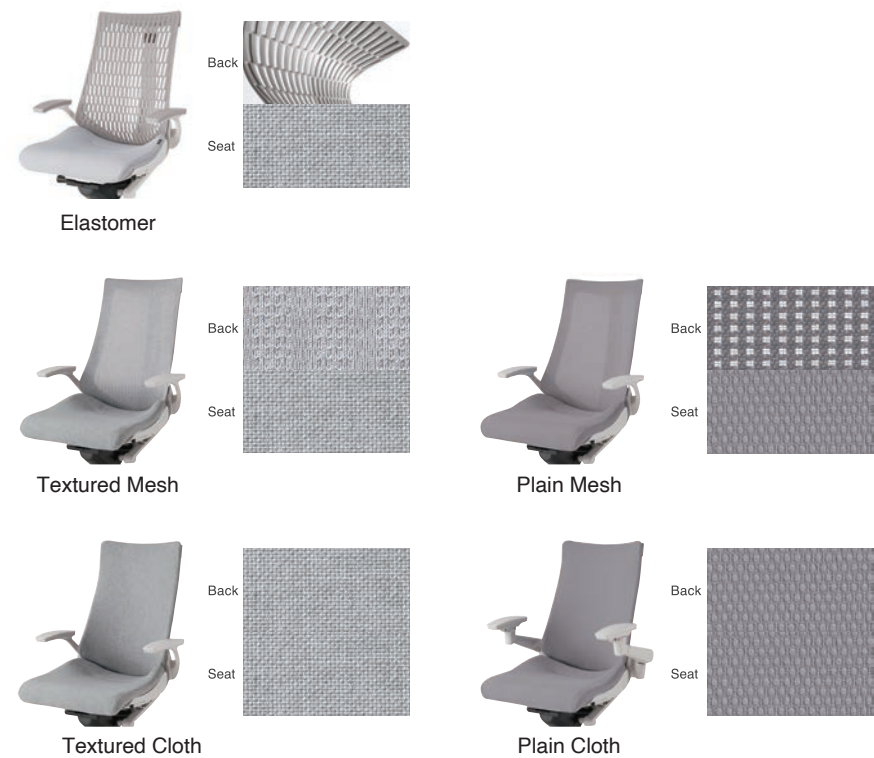 Back
Seat
Elastomer
Back
Seat
Textured Mesh
Back
Seat
Plain Mesh
Back
Seat
Textured Cloth
Back
Seat
Plain Cloth